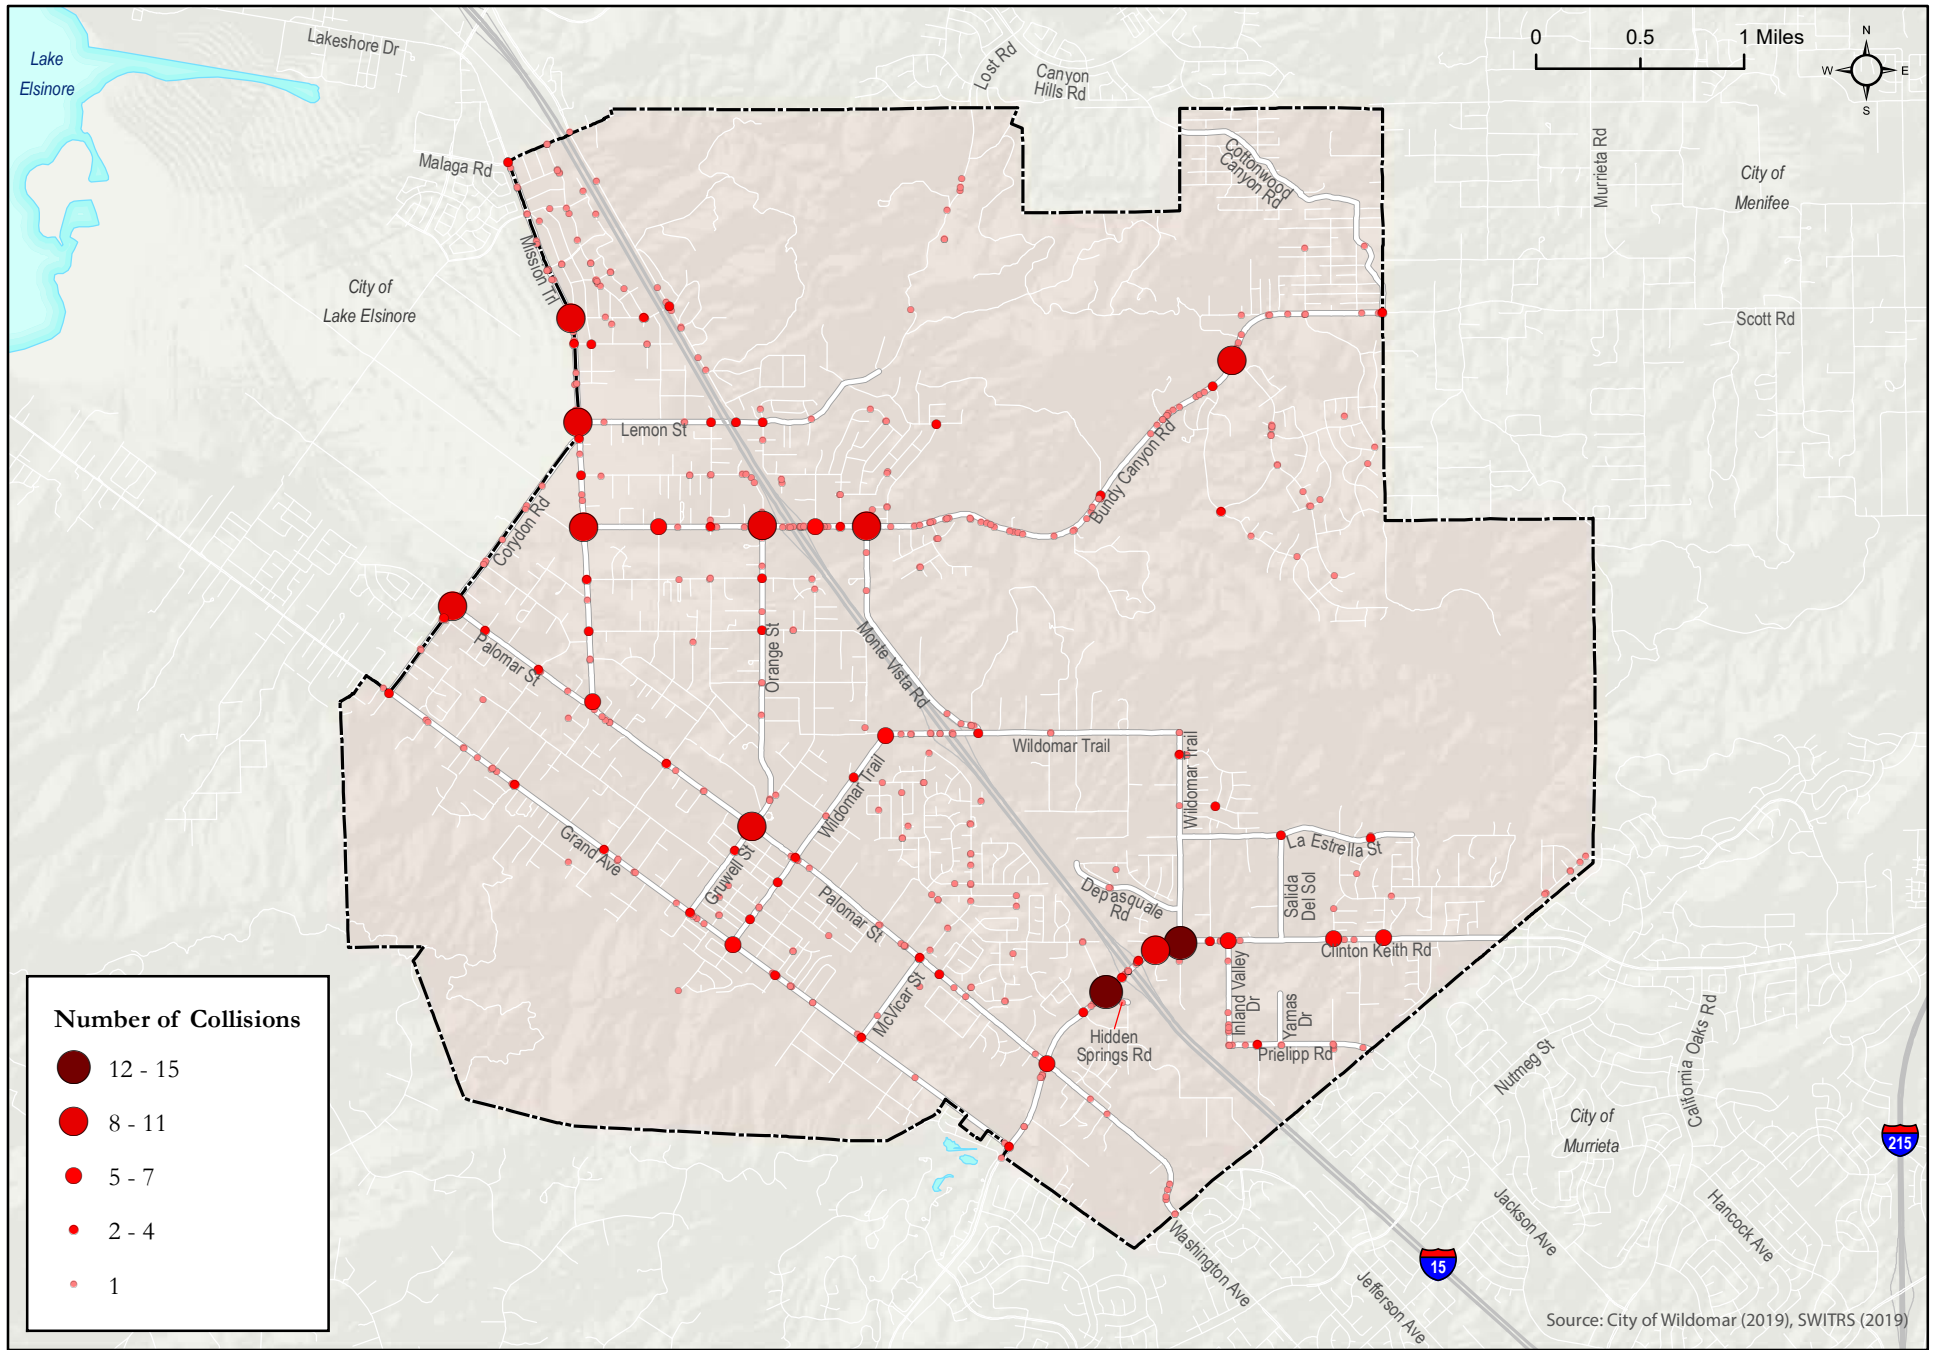 Lake
Elsinore
Lakeshore Dr
Lost Rd
Canyon
Hills Rd
0 0.5 1 Miles
N
W E
S
Malaga Rd
Cottonwood
Canyon Rd
Murrieta Rd
City of
Menifee
Mission Trl
City of
Lake Elsinore
Scott Rd
Lemon St
Bundy Canyon Rd
Corydon Rd
Palomar St
Orange St
Monte Vista Rd
Wildomar Trail
Wildomar Trail
Wildomar Trail
Grand Ave
Gruwell St
Palomar St
La Estrella St
Depasquale
Rd
Salida
Del Sol
Clinton Keith Rd
McVicar St
Inland Valley
Dr
Yamas
Dr
Hidden
Springs Rd
Prielipp Rd
Nutmeg St
California Oaks Rd
City of
Murrieta
215
Jackson Ave
Hancock Ave
Washington Ave
15
Jefferson Ave
Number of Collisions
12 - 15
8 - 11
5 - 7
2 - 4
1
Source: City of Wildomar (2019), SWITRS (2019)